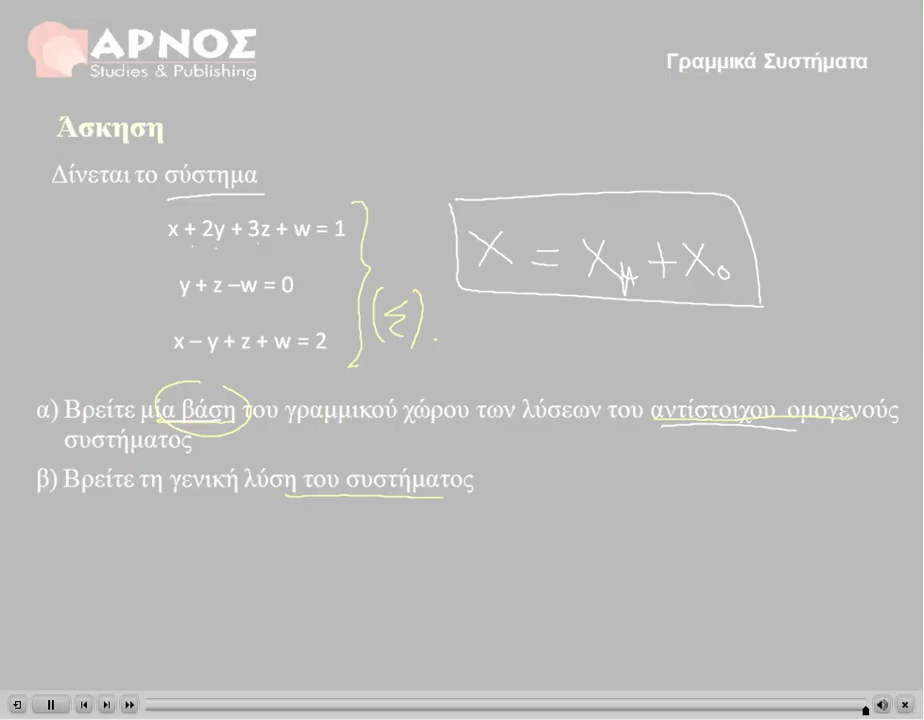 ΑΡΝΟΣ
Studies & Publishing
Γραμμικά Συστήματα
Άσκηση
Δίνεται το σύστημα
x + 2y + 3z + w = 1
y + z –w = 0
x – y + z + w = 2
(Σ).
X = Xμ + X₀
α) Βρείτε μία βάση του γραμμικού χώρου των λύσεων του αντίστοιχου ομογενούς
συστήματος
β) Βρείτε τη γενική λύση του συστήματος